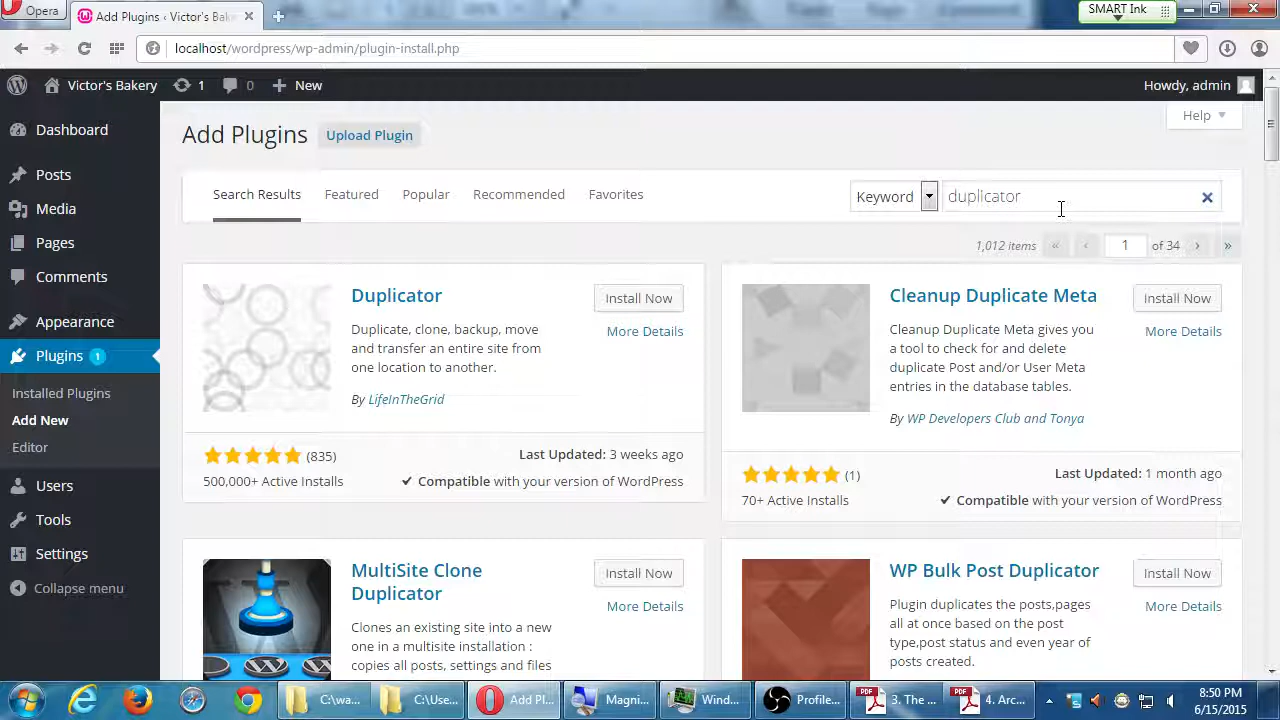 Opera
Add Plugins ‹ Victor's Bake
SMART Ink
localhost/wordpress/wp-admin/plugin-install.php
Victor's Bakery
1
0
New
Howdy, admin
Dashboard
Posts
Media
Pages
Comments
Appearance
Plugins 1
Installed Plugins
Add New
Editor
Users
Tools
Settings
Collapse menu
Help
Add Plugins
Upload Plugin
Search Results
Featured
Popular
Recommended
Favorites
Keyword
duplicator
1,012 items
«
‹
1
of 34
›
»
Duplicator
Install Now
More Details
Duplicate, clone, backup, move
and transfer an entire site from
one location to another.
By LifeInTheGrid
(835)
Last Updated: 3 weeks ago
500,000+ Active Installs
Compatible with your version of WordPress
Cleanup Duplicate Meta
Install Now
More Details
Cleanup Duplicate Meta gives you
a tool to check for and delete
duplicate Post and/or User Meta
entries in the database tables.
By WP Developers Club and Tonya
(1)
Last Updated: 1 month ago
70+ Active Installs
Compatible with your version of WordPress
MultiSite Clone
Duplicator
Install Now
More Details
Clones an existing site into a new
one in a multisite installation :
copies all posts, settings and files
WP Bulk Post Duplicator
Install Now
More Details
Plugin duplicates the posts,pages
all at once based on the post
type,post status and even year of
posts created.
C:\wa...
C:\Use...
Add Pl...
Magni...
Wind...
Profile...
3. The ...
4. Arc...
8:50 PM
6/15/2015